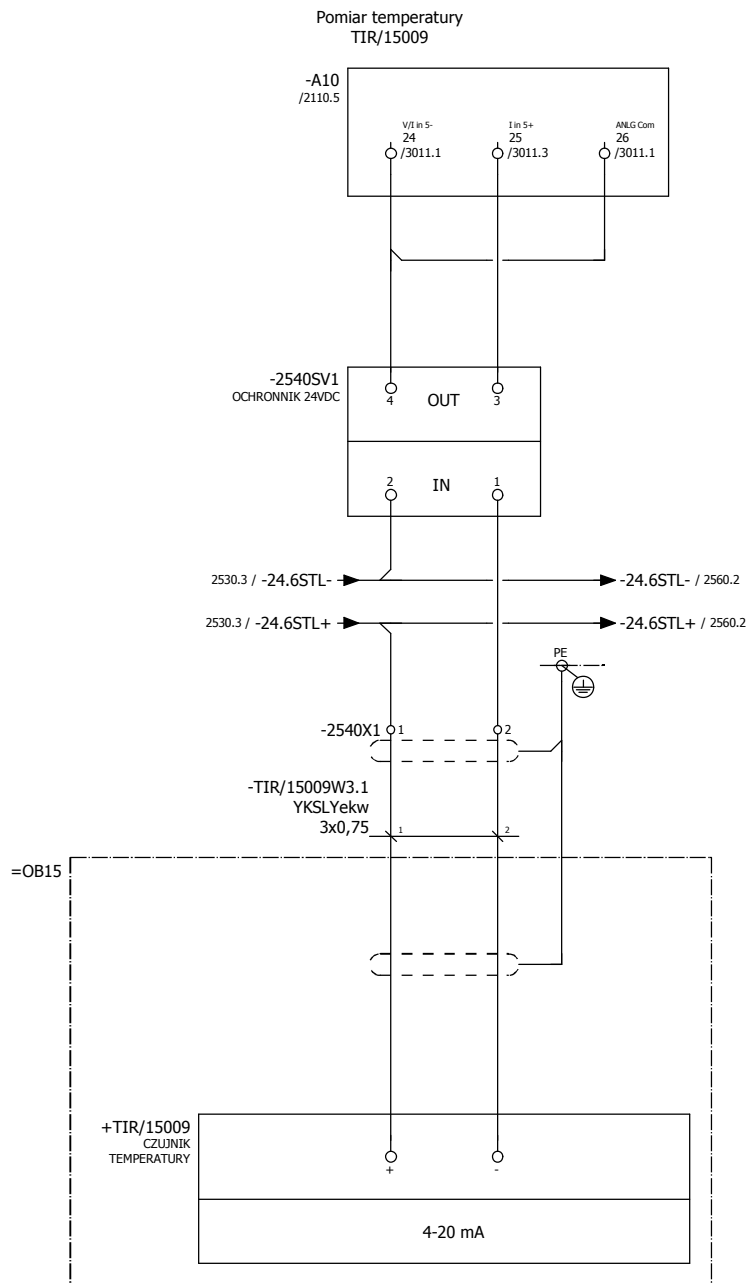 Pomiar temperatury
TIR/15009
-A10
/2110.5
V/I in 5-
24
/3011.1
I in 5+
25
/3011.3
ANLG Com
26
/3011.1
-2540SV1
OCHRONNIK 24VDC
4
OUT
3
2
IN
1
2530.3 / -24.6STL-
-24.6STL- / 2560.2
2530.3 / -24.6STL+
-24.6STL+ / 2560.2
PE
-2540X1
1
2
-TIR/15009W3.1
YKSLYekw
3x0,75
1
2
=OB15
+TIR/15009
CZUJNIK
TEMPERATURY
+
-
4-20 mA